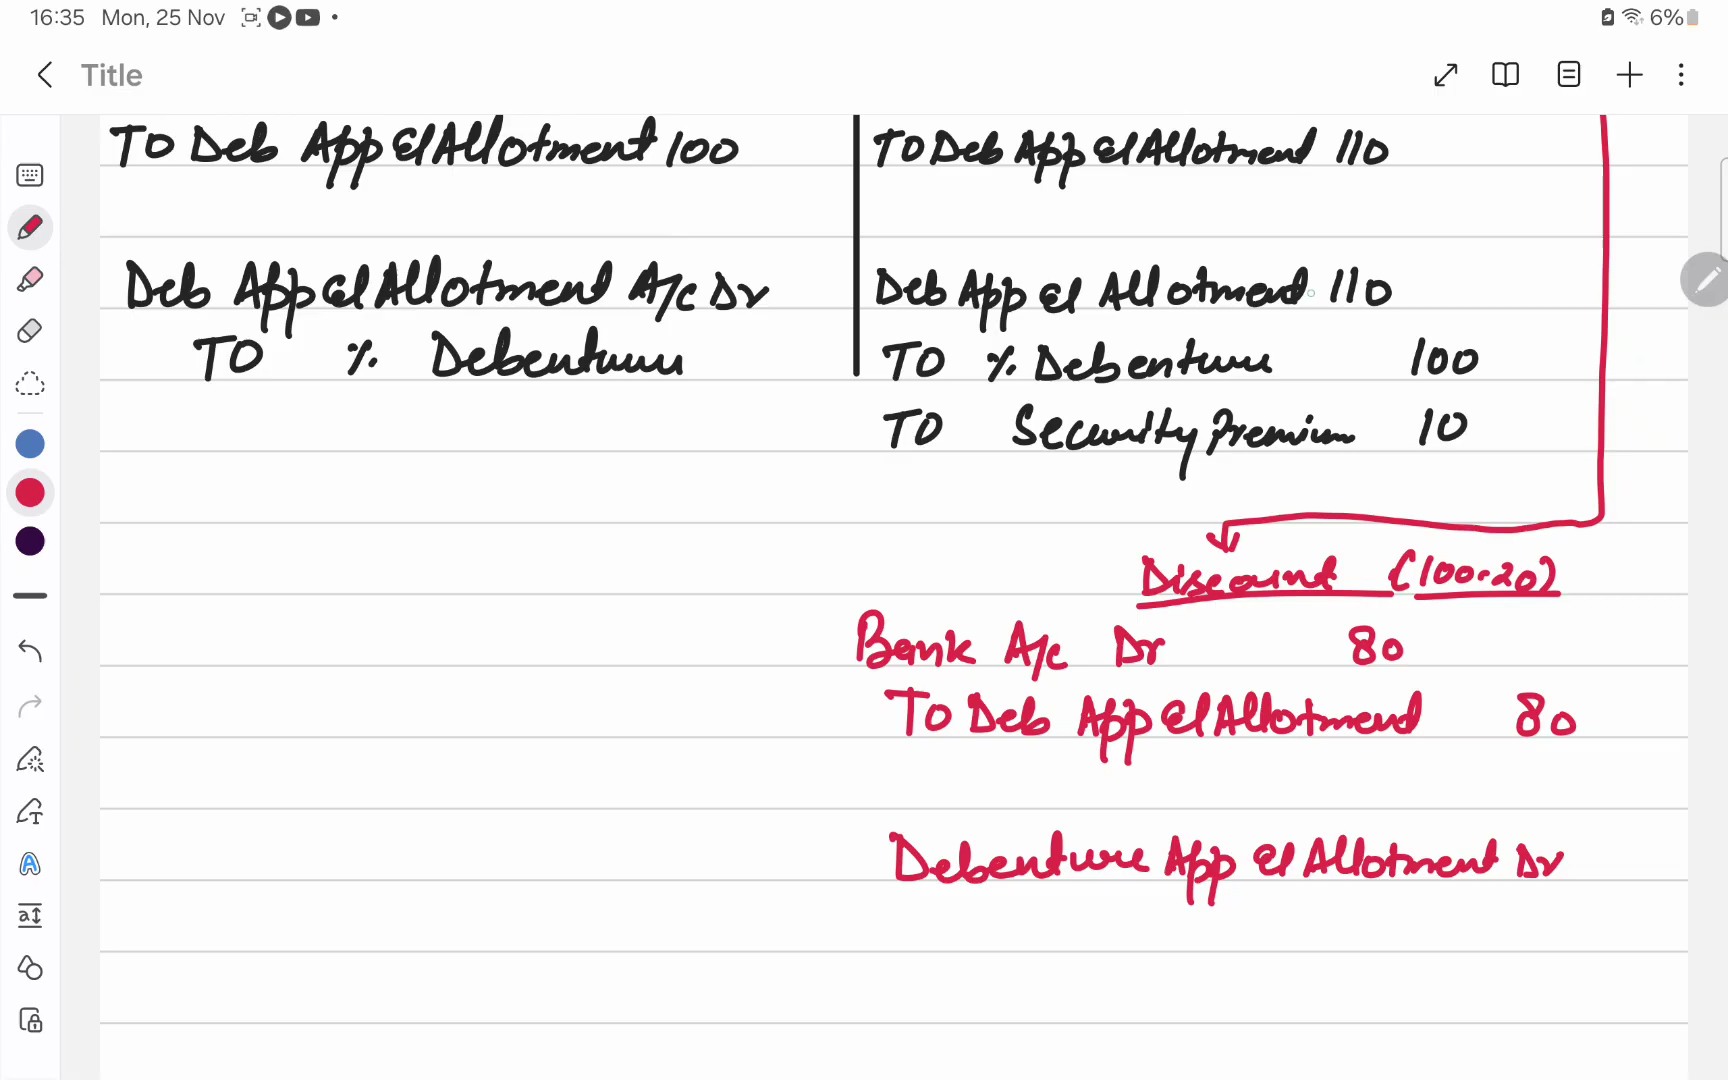 16:35 Mon, 25 Nov 6%
Title
To Deb App & Allotment 100
Deb App & Allotment A/c Dr
To % Debenture
To Deb App & Allotment 110
Deb App & Allotment 110
To % Debenture 100
To Security Premium 10
Discount (100-20)
Bank A/c Dr 80
To Deb App & Allotment 80
Debenture App & Allotment Dr